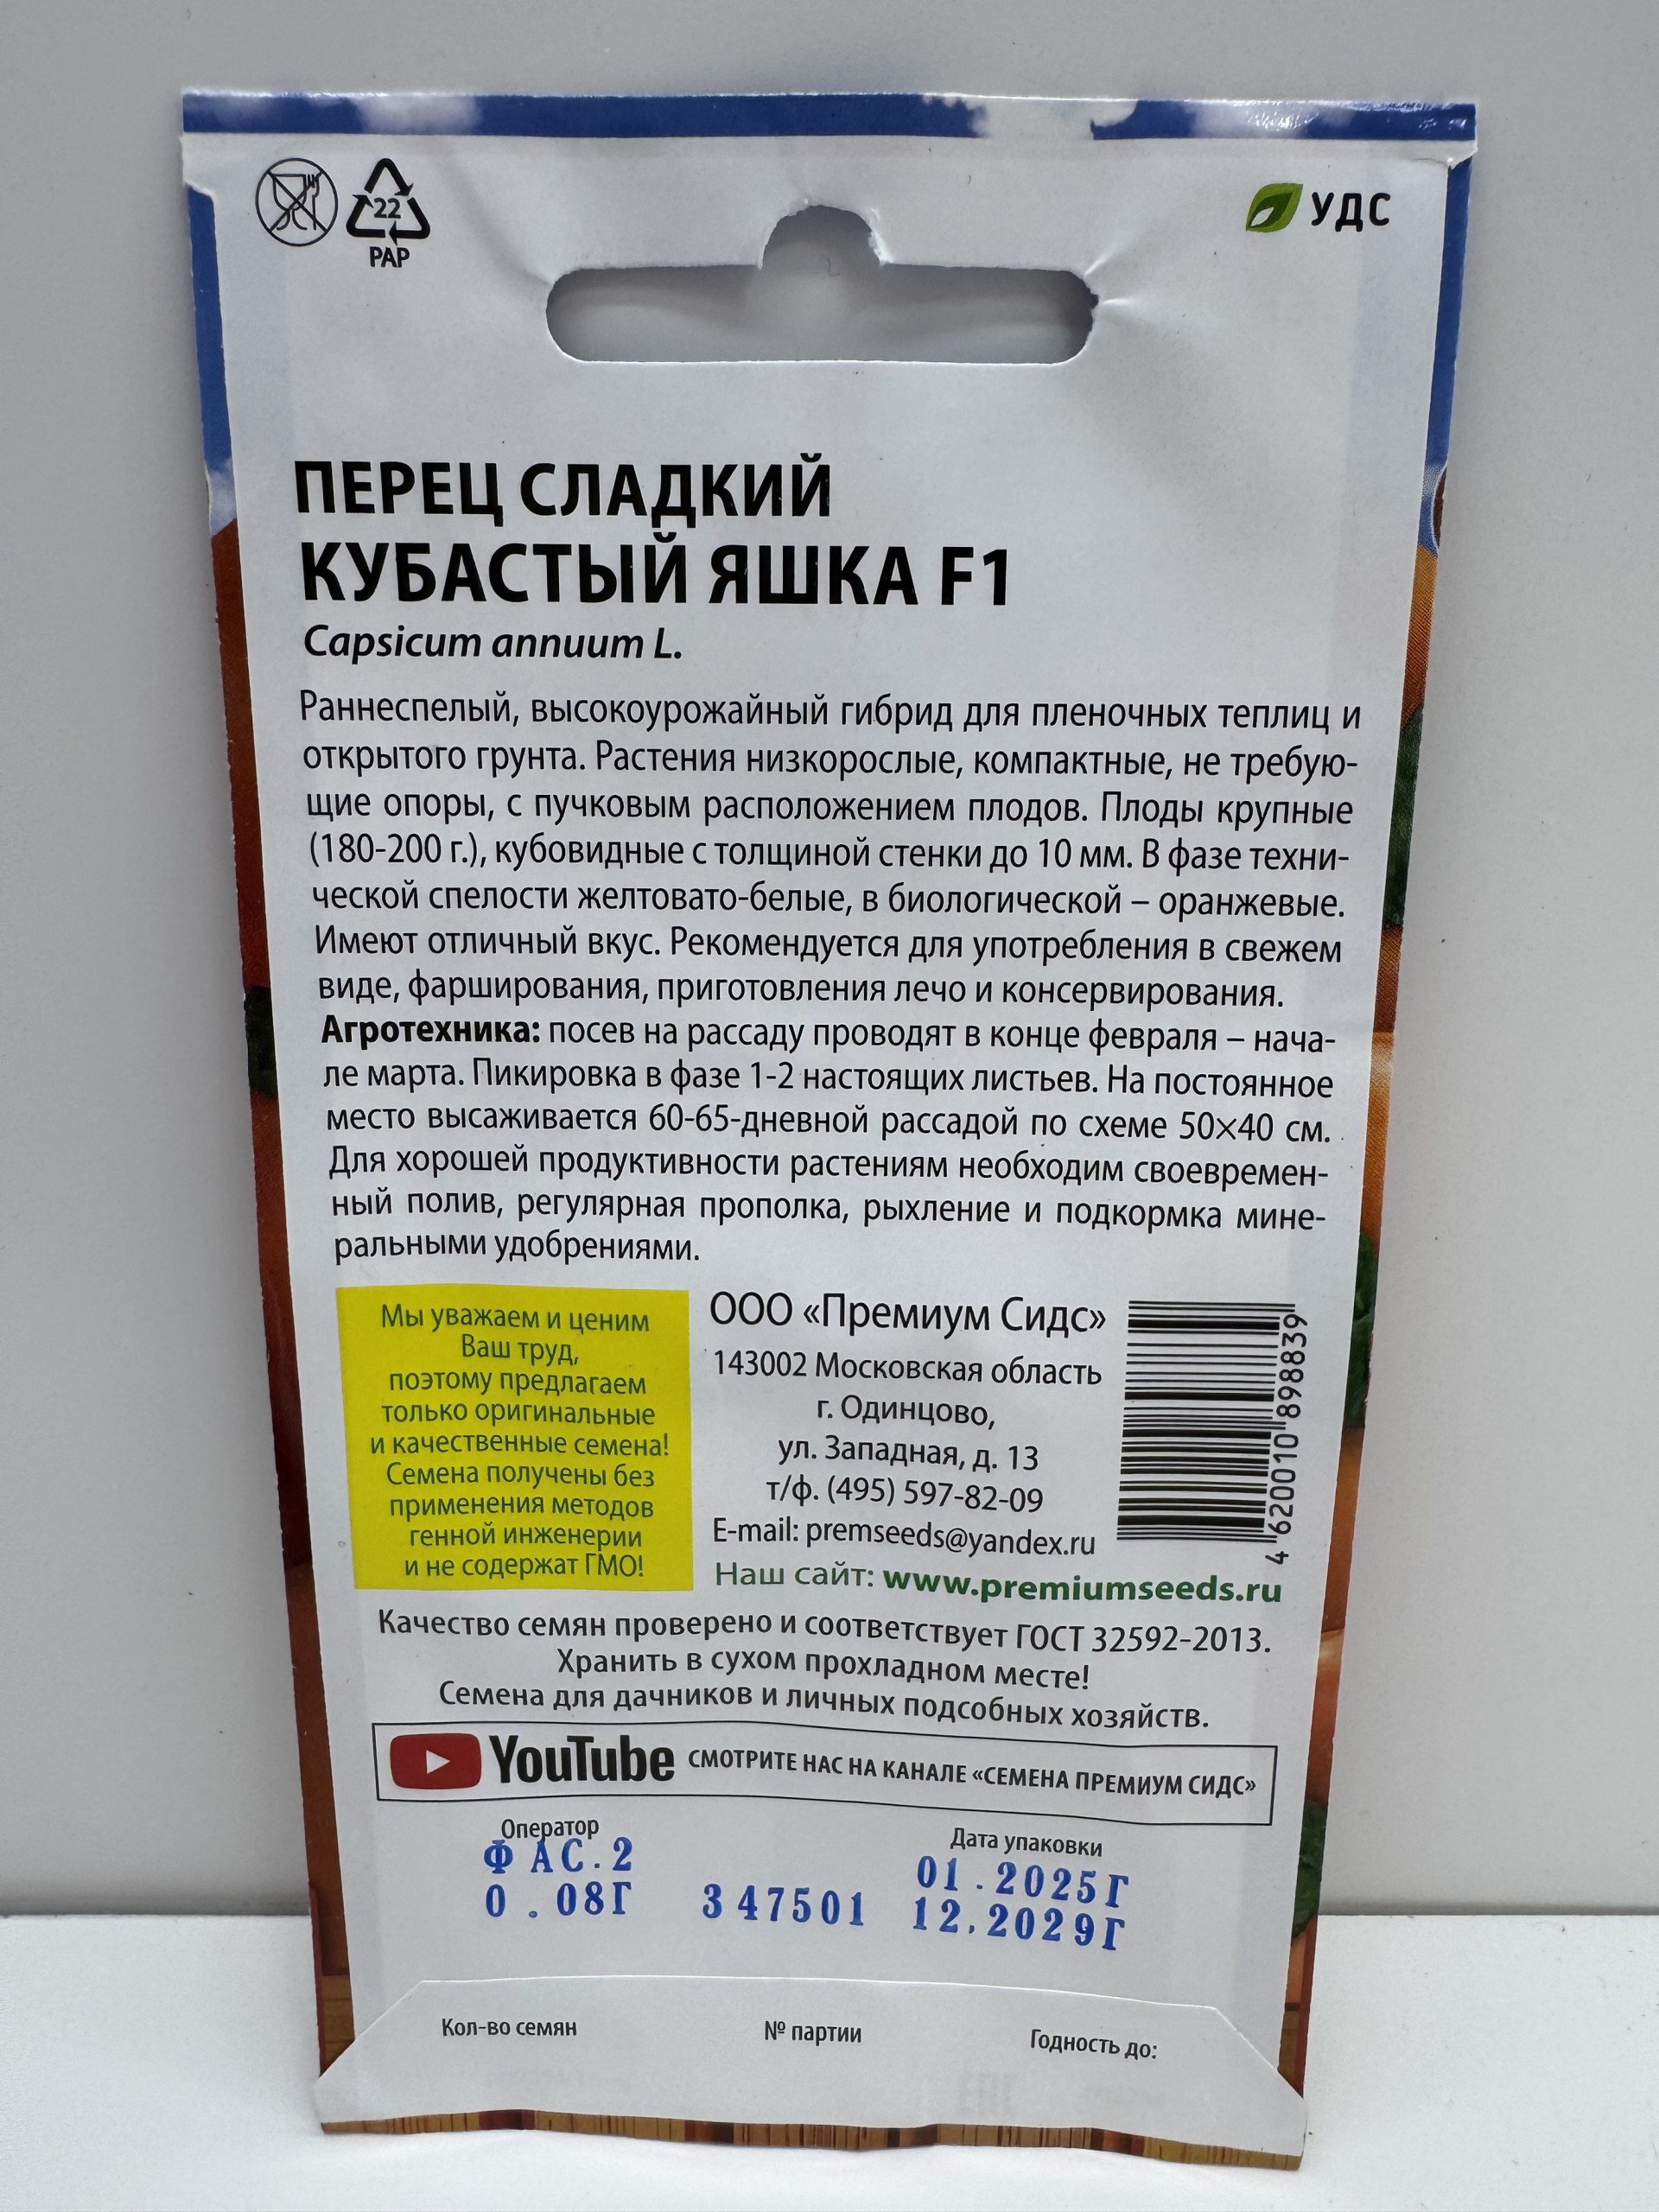 22
PAP
УДС
ПЕРЕЦ СЛАДКИЙ
КУБАСТЫЙ ЯШКА F1
Capsicum annuum L.
Раннеспелый, высокоурожайный гибрид для пленочных теплиц и
открытого грунта. Растения низкорослые, компактные, не требую-
щие опоры, с пучковым расположением плодов. Плоды крупные
(180-200 г.), кубовидные с толщиной стенки до 10 мм. В фазе техни-
ческой спелости желтовато-белые, в биологической – оранжевые.
Имеют отличный вкус. Рекомендуется для употребления в свежем
виде, фарширования, приготовления лечо и консервирования.
Агротехника: посев на рассаду проводят в конце февраля – нача-
ле марта. Пикировка в фазе 1-2 настоящих листьев. На постоянное
место высаживается 60-65-дневной рассадой по схеме 50×40 см.
Для хорошей продуктивности растениям необходим своевремен-
ный полив, регулярная прополка, рыхление и подкормка мине-
ральными удобрениями.
Мы уважаем и ценим
Ваш труд,
поэтому предлагаем
только оригинальные
и качественные семена!
Семена получены без
применения методов
генной инженерии
и не содержат ГМО!
ООО «Премиум Сидс»
143002 Московская область
г. Одинцово,
ул. Западная, д. 13
т/ф. (495) 597-82-09
E-mail: premseeds@yandex.ru
Наш сайт: www.premiumseeds.ru
4 620010 898839
Качество семян проверено и соответствует ГОСТ 32592-2013.
Хранить в сухом прохладном месте!
Семена для дачников и личных подсобных хозяйств.
YouTube СМОТРИТЕ НАС НА КАНАЛЕ «СЕМЕНА ПРЕМИУМ СИДС»
Оператор
Дата упаковки
ФАС.2
01.2025Г
0.08Г
347501
12.2029Г
Кол-во семян
№ партии
Годность до: